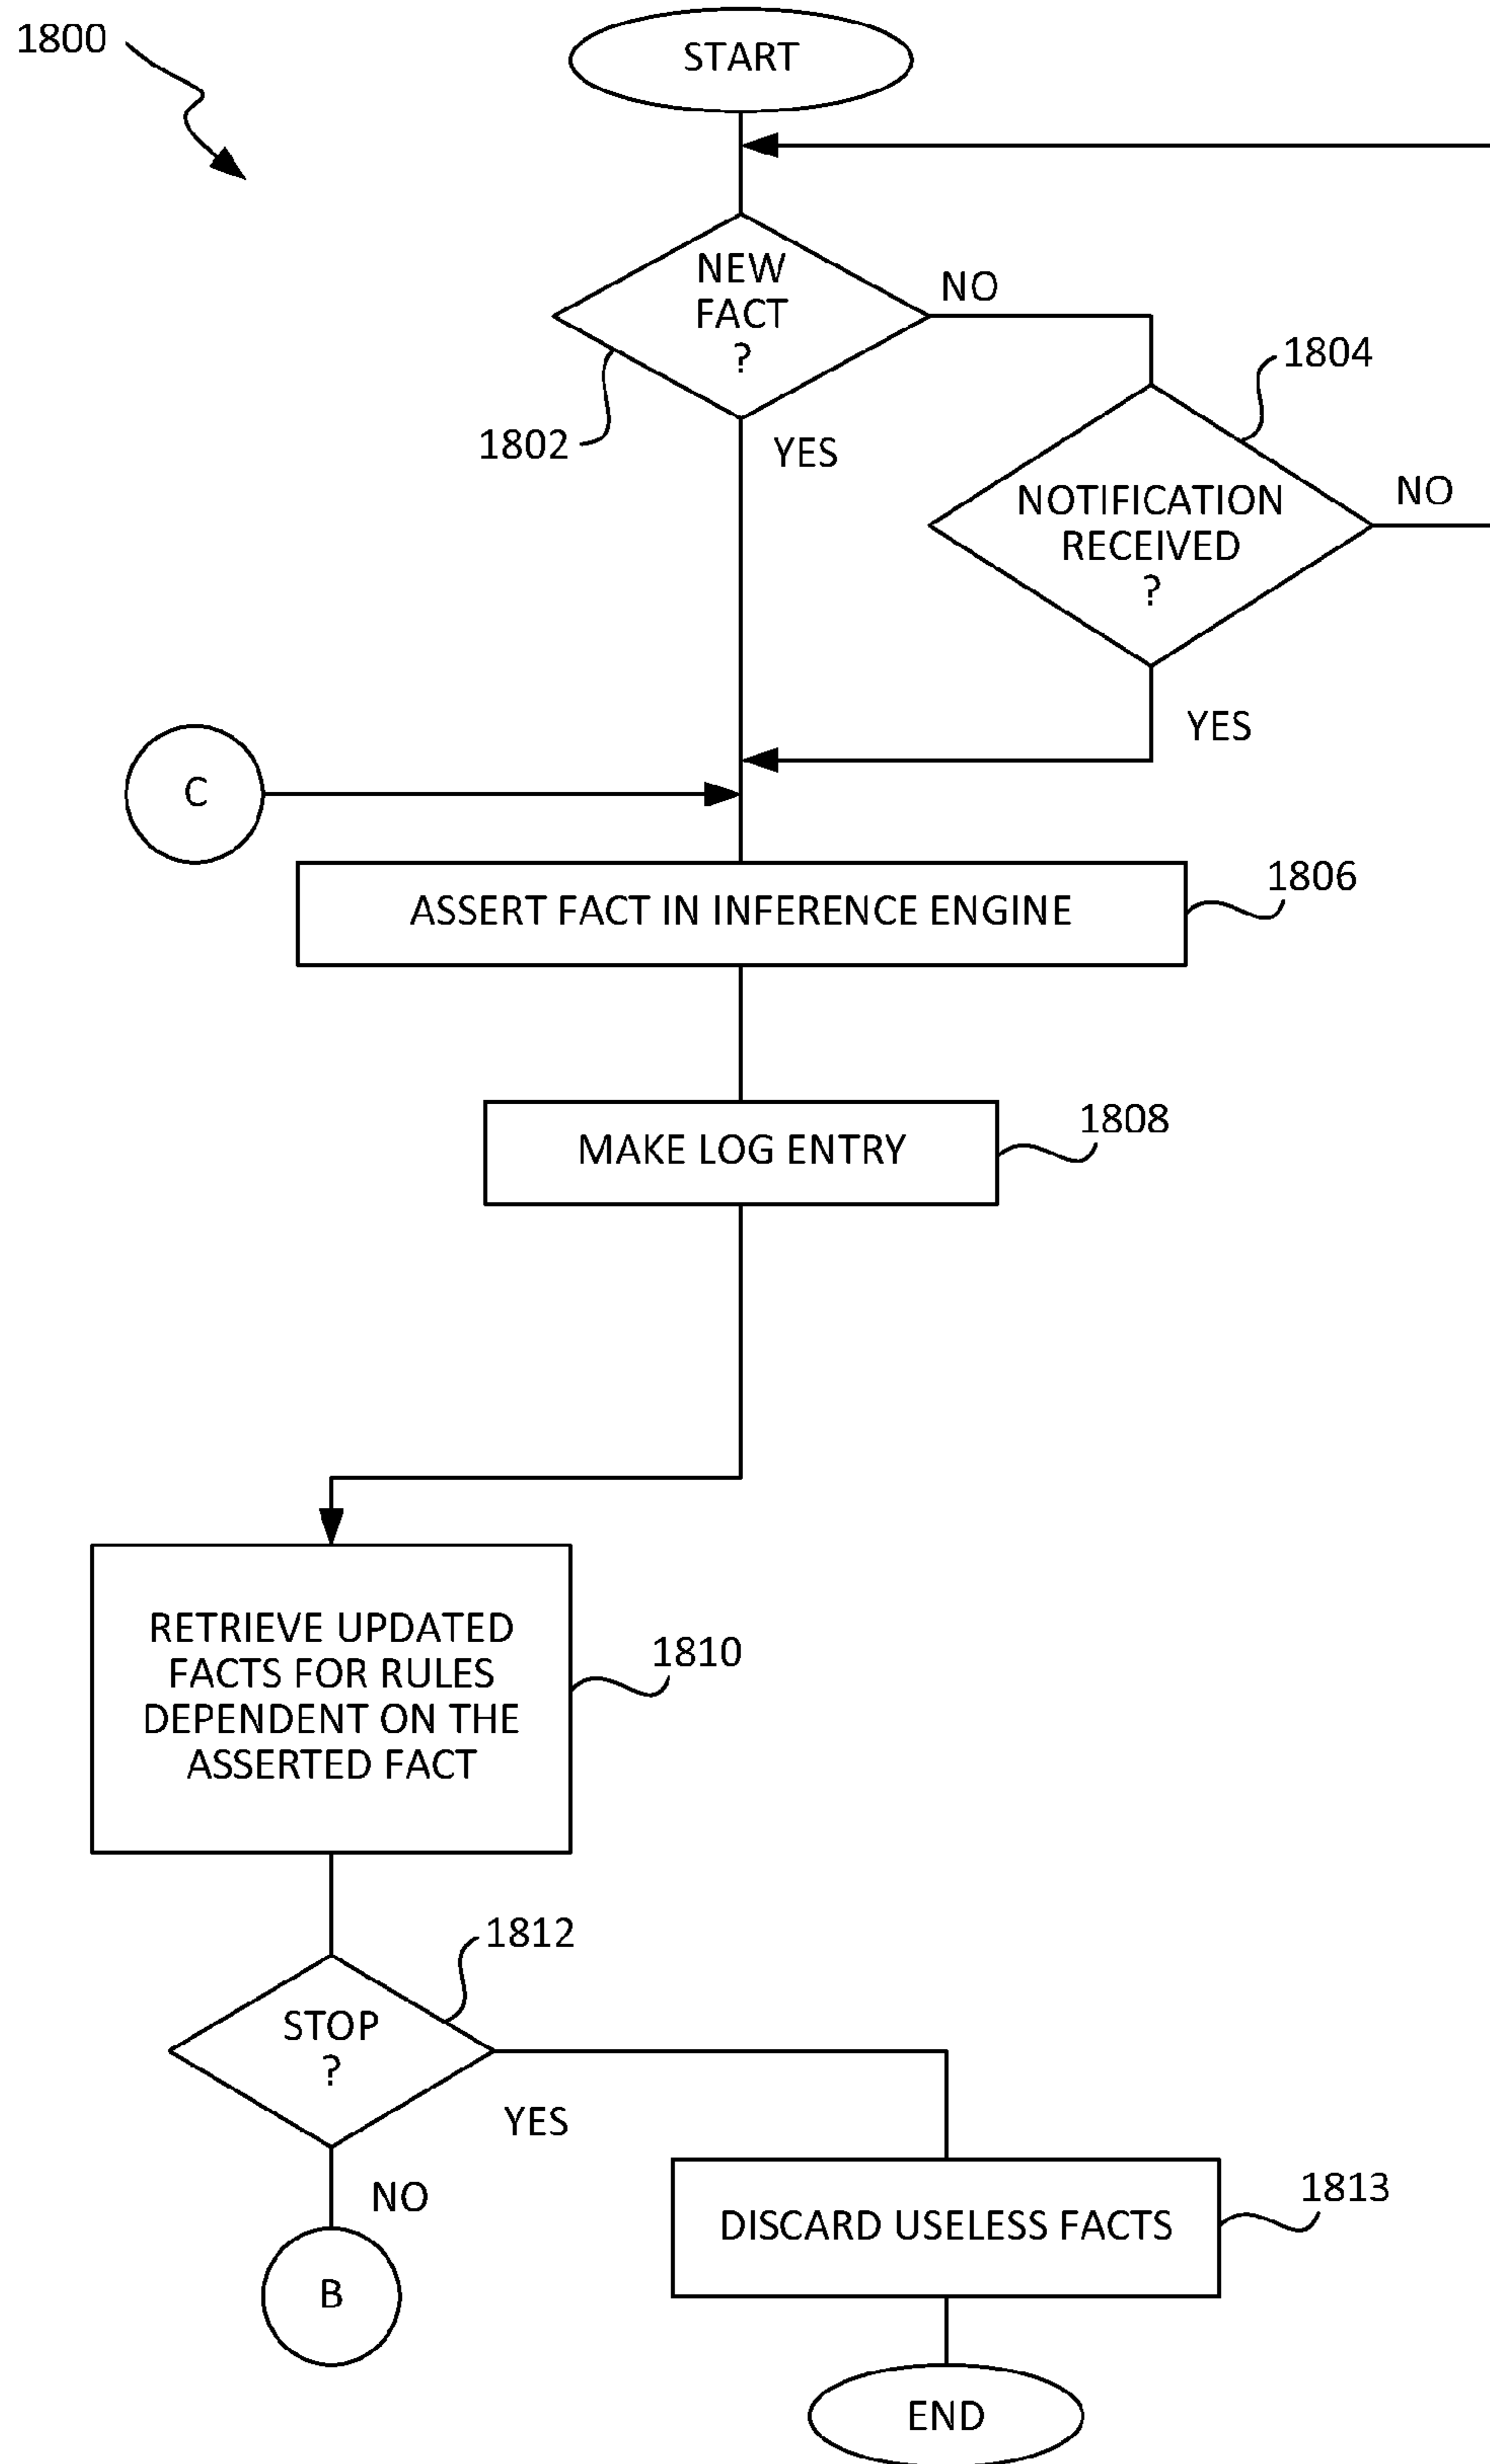 1800
START
NEW
FACT
?
NO
1802
YES
1804
NOTIFICATION
RECEIVED
?
NO
YES
C
ASSERT FACT IN INFERENCE ENGINE
1806
MAKE LOG ENTRY
1808
RETRIEVE UPDATED
FACTS FOR RULES
DEPENDENT ON THE
ASSERTED FACT
1810
1812
STOP
?
YES
NO
B
DISCARD USELESS FACTS
1813
END